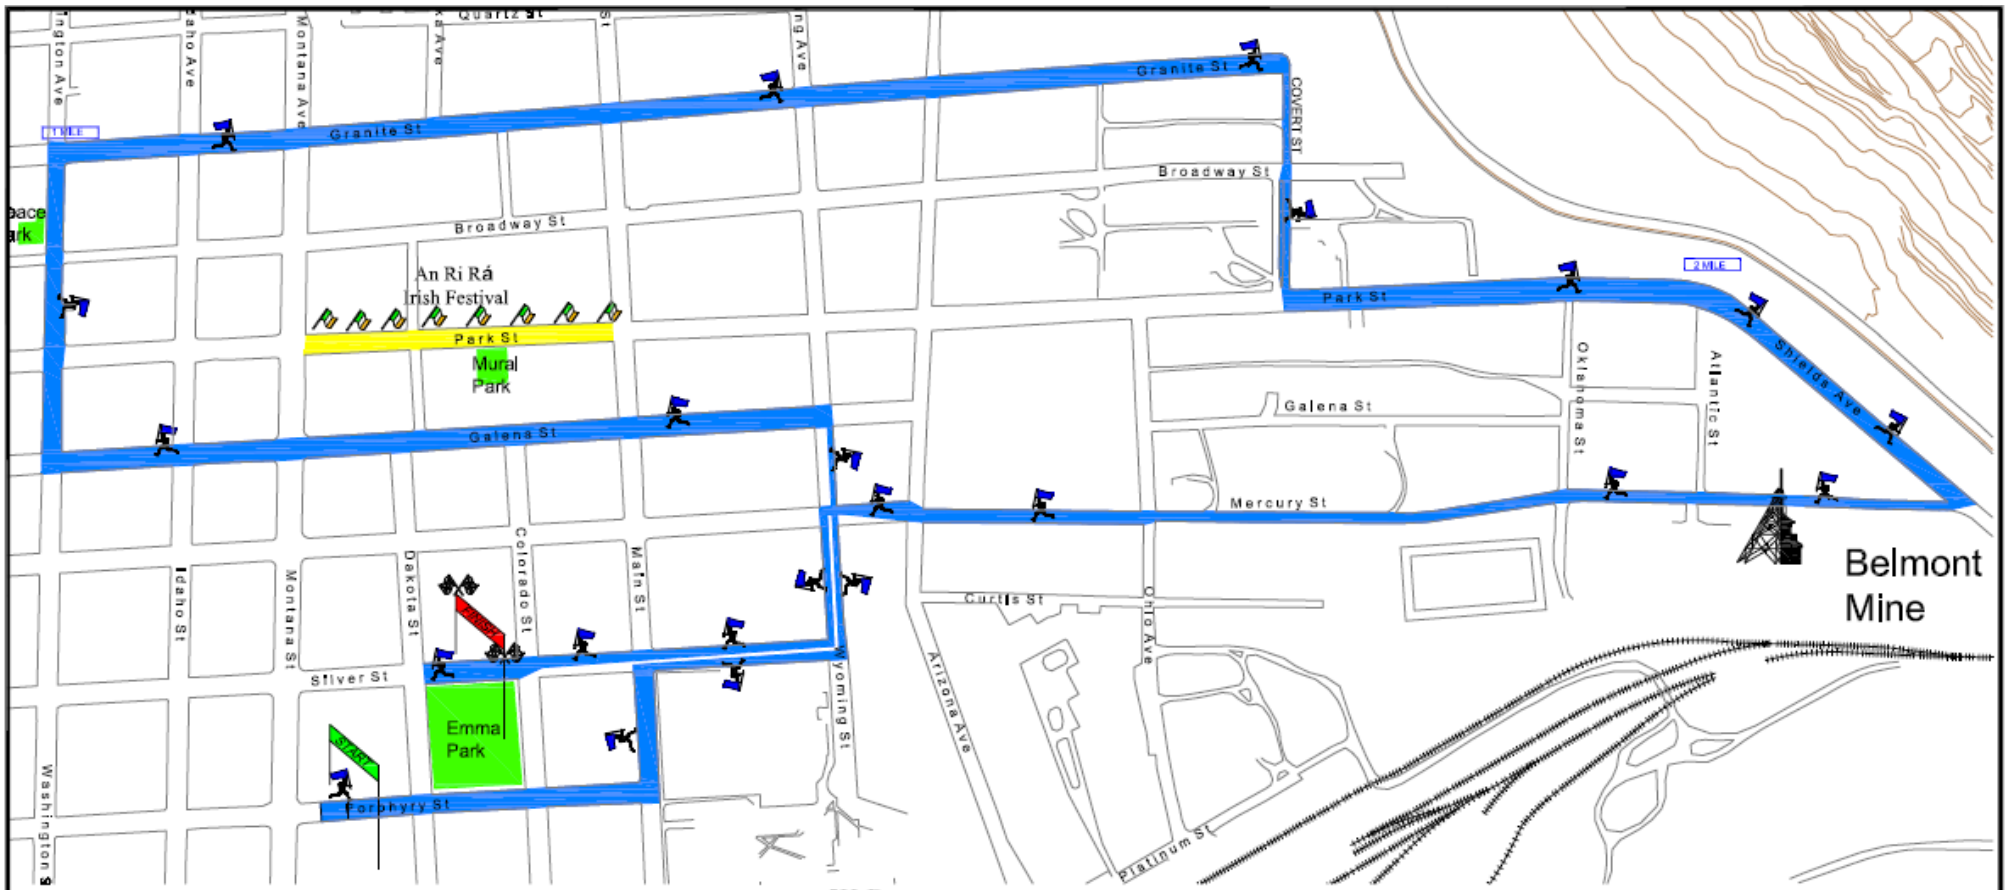 Quartz St
Montana Ave
Granite St
COVERT ST
1 MILE
Granite St
Broadway St
Broadway St
An Ri Rá
Irish Festival
2 MILE
Park St
Park St
Mural
Park
Shields Ave
Oklahoma St
Atlantic St
Galena St
Galena St
Mercury St
Belmont
Mine
Idaho St
Montana St
Dakota St
Colorado St
Main St
FINISH
Curtis St
Ohio Ave
Silver St
Wyoming St
Arizona Ave
START
Emma
Park
Porphyry St
Washington S
Platinum St